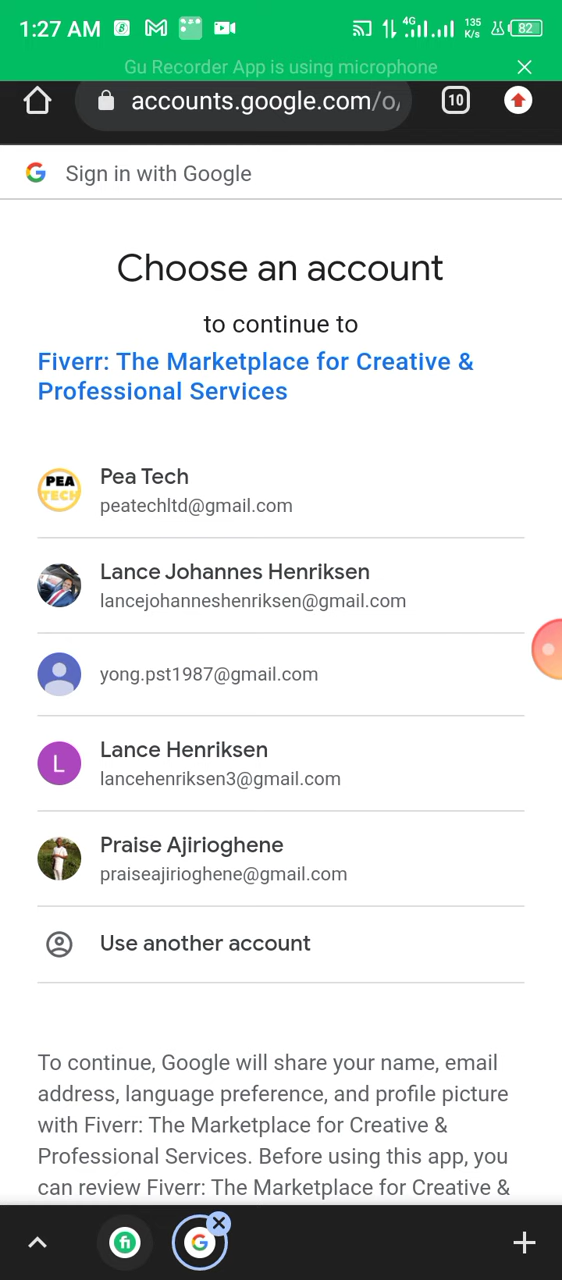 1:27 AM
4G
135
K/s
82
Gu Recorder App is using microphone
accounts.google.com/o/
10
Sign in with Google
Choose an account
to continue to
Fiverr: The Marketplace for Creative &
Professional Services
PEA
TECH
Pea Tech
peatechltd@gmail.com
Lance Johannes Henriksen
lancejohanneshenriksen@gmail.com
yong.pst1987@gmail.com
L
Lance Henriksen
lancehenriksen3@gmail.com
Praise Ajirioghene
praiseajirioghene@gmail.com
Use another account
To continue, Google will share your name, email
address, language preference, and profile picture
with Fiverr: The Marketplace for Creative &
Professional Services. Before using this app, you
can review Fiverr: The Marketplace for Creative &
fi